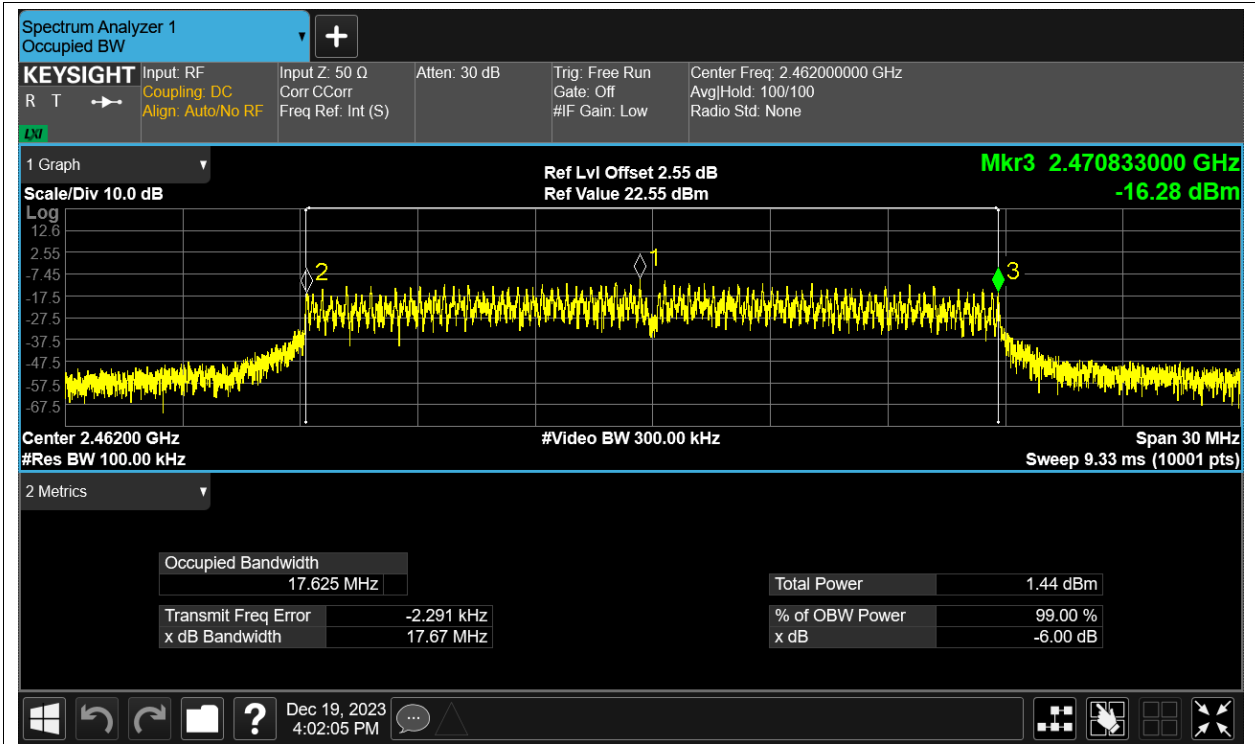 Spectrum Analyzer 1
Occupied BW
▼
+
KEYSIGHT
R T
LXI
Input: RF
Coupling: DC
Align: Auto/No RF
Input Z: 50 Ω
Corr CCorr
Freq Ref: Int (S)
Atten: 30 dB
Trig: Free Run
Gate: Off
#IF Gain: Low
Center Freq: 2.462000000 GHz
Avg|Hold: 100/100
Radio Std: None
1 Graph ▼
Scale/Div 10.0 dB
Ref Lvl Offset 2.55 dB
Ref Value 22.55 dBm
Mkr3 2.470833000 GHz
-16.28 dBm
Log
12.6
2.55
-7.45
-17.5
-27.5
-37.5
-47.5
-57.5
-67.5
2
1
3
Center 2.46200 GHz
#Res BW 100.00 kHz
#Video BW 300.00 kHz
Span 30 MHz
Sweep 9.33 ms (10001 pts)
2 Metrics ▼
Occupied Bandwidth
17.625 MHz
Transmit Freq Error -2.291 kHz
x dB Bandwidth 17.67 MHz
Total Power 1.44 dBm
% of OBW Power 99.00 %
x dB -6.00 dB
?
Dec 19, 2023
4:02:05 PM